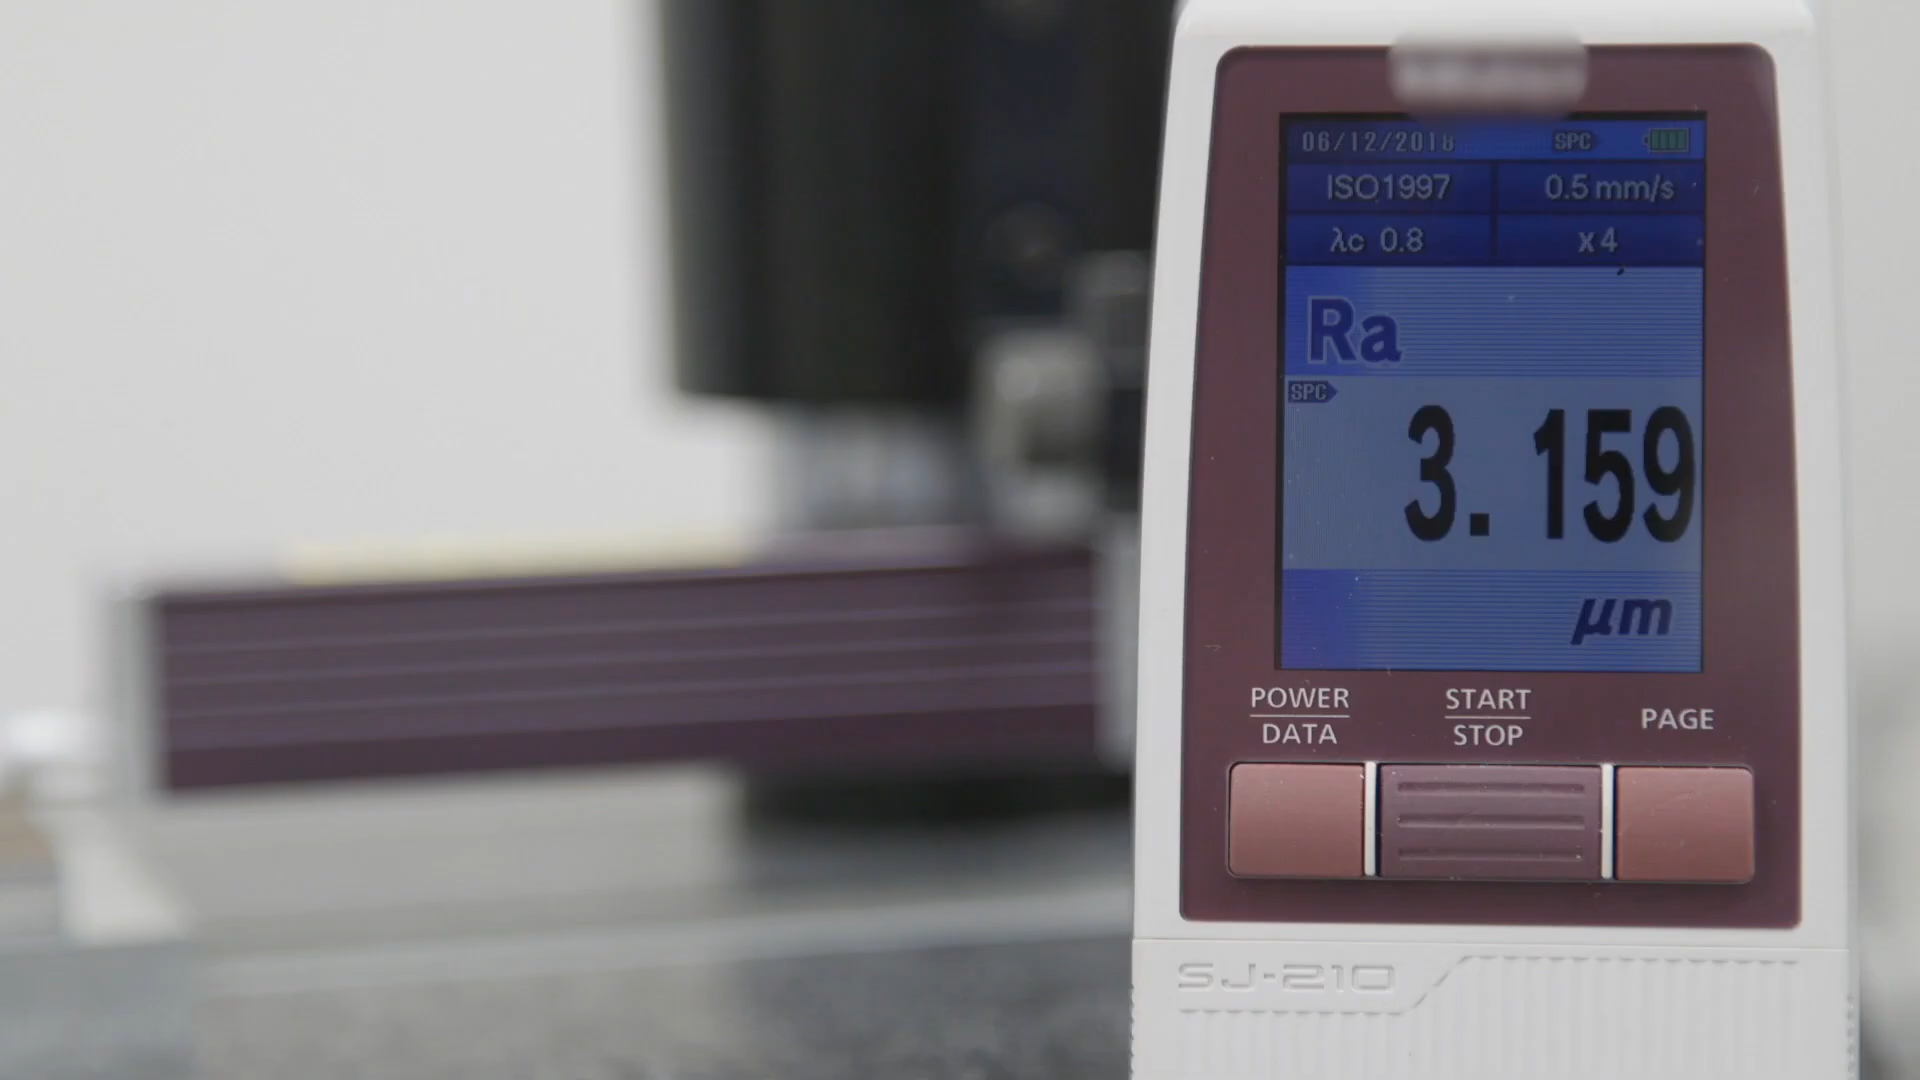 06/12/2018 SPC
ISO1997 0.5 mm/s
λc 0.8 x4
Ra
SPC
3.159
µm
POWER START PAGE
DATA STOP
SJ-210